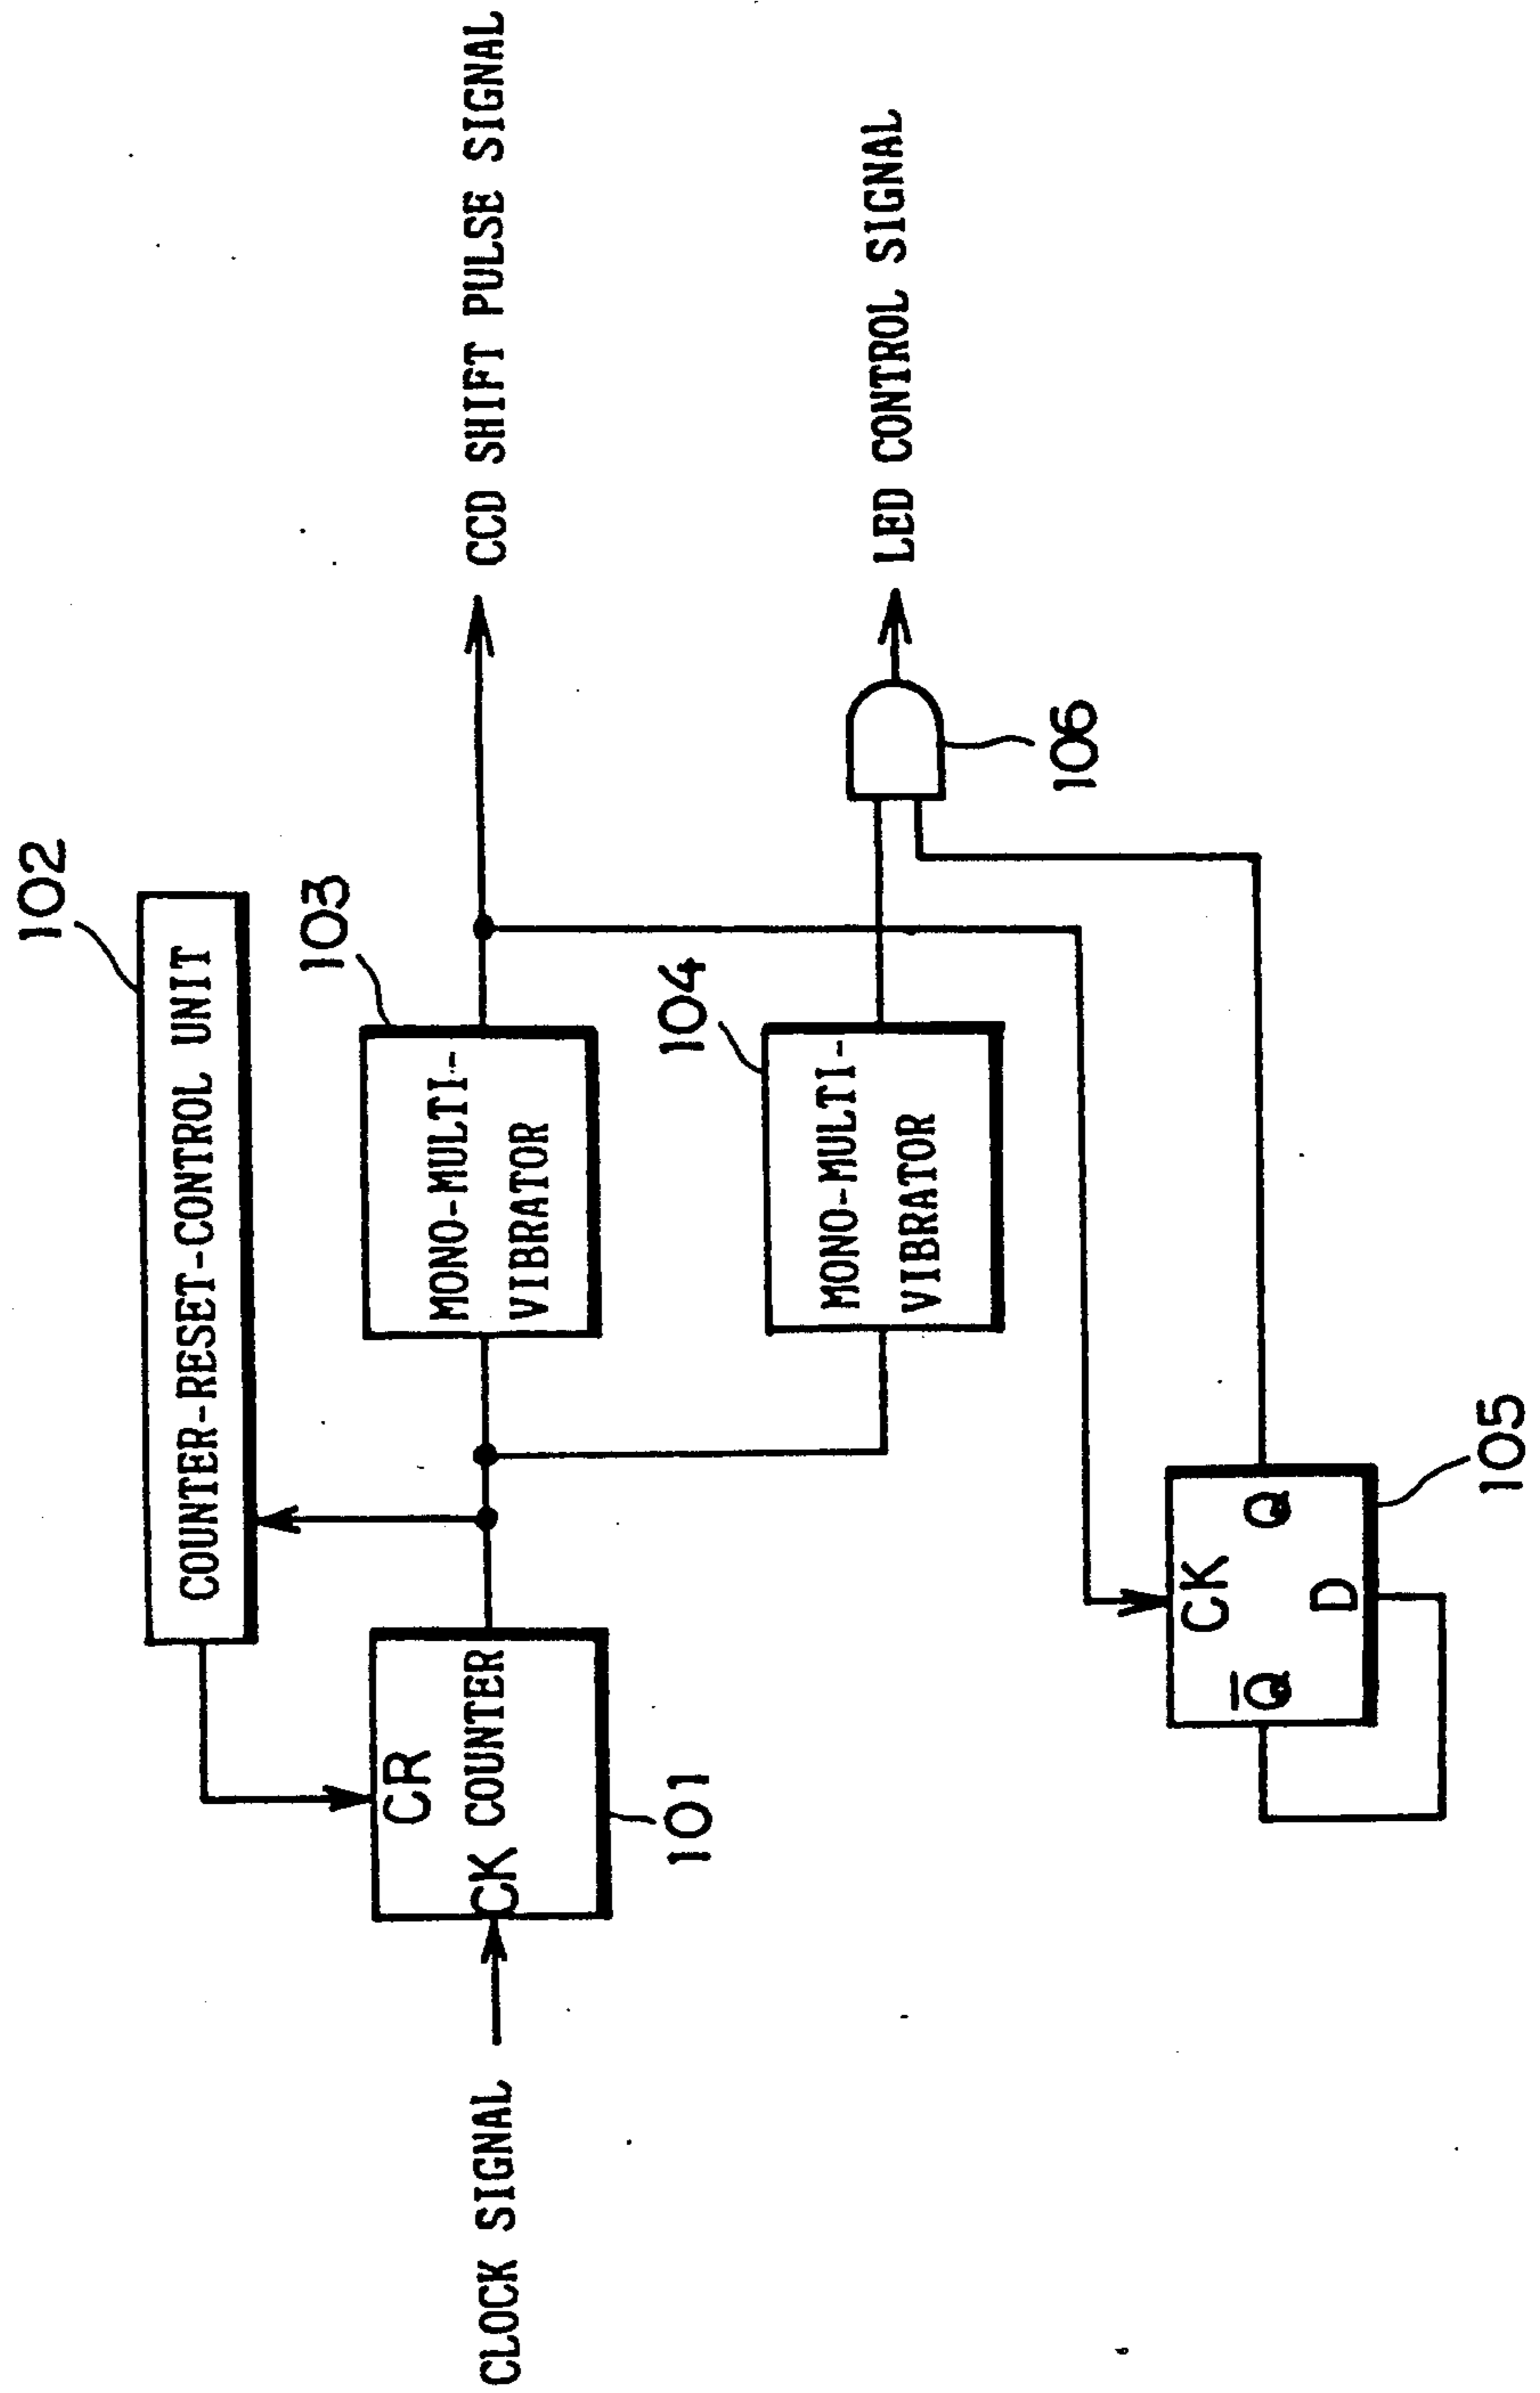 102
COUNTER-RESET-CONTROL UNIT
103
MONO-MULTI-
VIBRATOR
CCD SHIFT PULSE SIGNAL
CLOCK SIGNAL
CR
CK COUNTER
101
104
MONO-MULTI-
VIBRATOR
LED CONTROL SIGNAL
106
CK
Q̅ Q
D
105